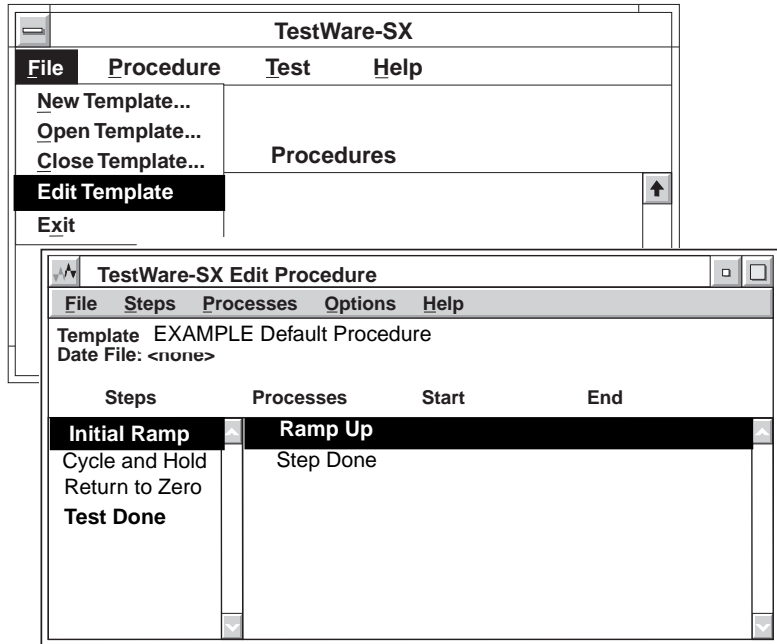 TestWare-SX
File Procedure Test Help
New Template...
Open Template...
Close Template...
Edit Template
Exit
Procedures
TestWare-SX Edit Procedure
File Steps Processes Options Help
Template EXAMPLE Default Procedure
Date File: <none>
Steps Processes Start End
Initial Ramp Ramp Up
Cycle and Hold Step Done
Return to Zero
Test Done